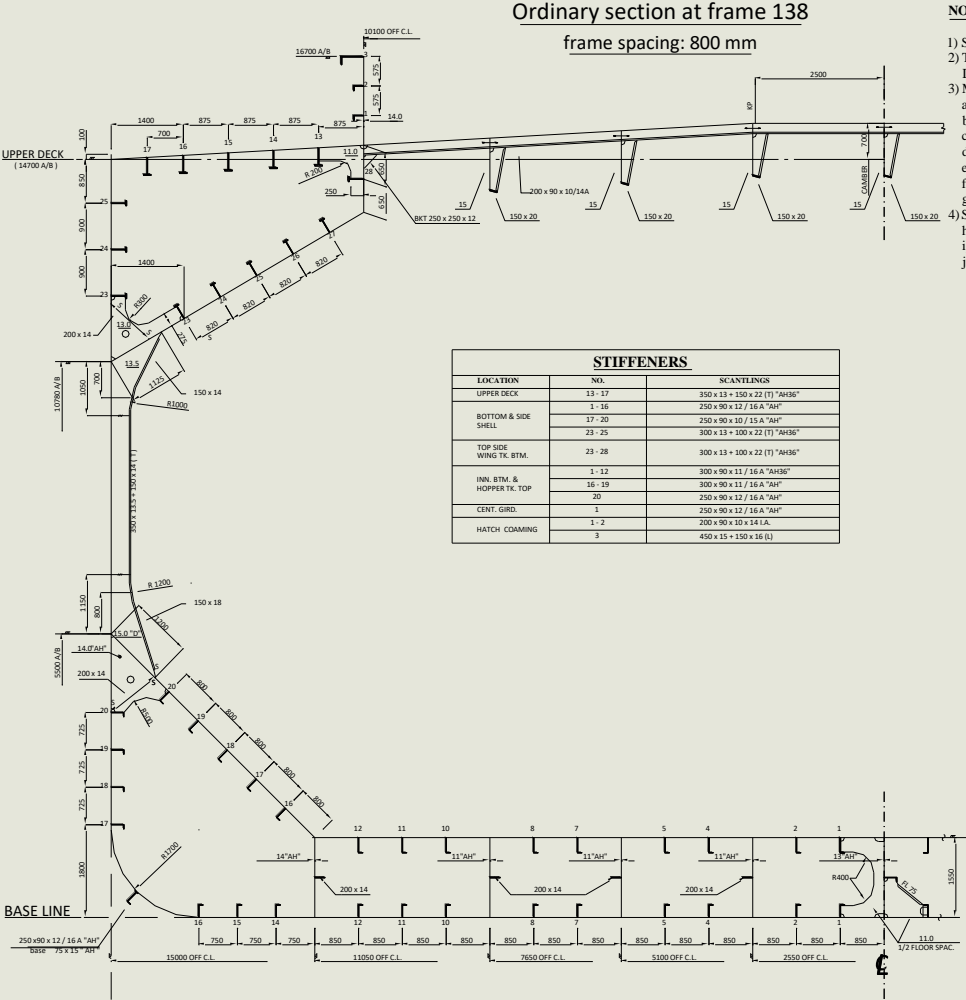 Ordinary section at frame 138
frame spacing: 800 mm
NO
1) S
2) T
3) M
a
b
c
d
e
f
g
4) S
h
i
j
10100 OFF C.L.
16700 A/B
3
575
2
575
1
14.0
2500
KP
700
CAMBER
1400
875
875
875
875
700
100
17
16
15
14
13
11.0
UPPER DECK
( 14700 A/B )
R 200
28
650
650
250
BKT 250 x 250 x 12
200 x 90 x 10/14A
15
150 x 20
15
150 x 20
15
150 x 20
15
150 x 20
850
25
900
24
900
23
1400
27
26
25
24
23
820
820
820
820
820
S
R300
S
S
13.0
275
200 x 14
13.5
1125
150 x 14
R1000
10780 A/B
1050
700
350 x 13.5 + 150 x 14 ( T )
STIFFENERS
LOCATION NO. SCANTLINGS
UPPER DECK 13 - 17 350 x 13 + 150 x 22 (T) "AH36"
BOTTOM & SIDE SHELL 1 - 16 250 x 90 x 12 / 16 A "AH"
17 - 20 250 x 90 x 10 / 15 A "AH"
23 - 25 300 x 13 + 100 x 22 (T) "AH36"
TOP SIDE WING TK. BTM. 23 - 28 300 x 13 + 100 x 22 (T) "AH36"
INN. BTM. & HOPPER TK. TOP 1 - 12 300 x 90 x 11 / 16 A "AH36"
16 - 19 300 x 90 x 11 / 16 A "AH"
20 250 x 90 x 12 / 16 A "AH"
CENT. GIRD. 1 250 x 90 x 12 / 16 A "AH"
HATCH COAMING 1 - 2 200 x 90 x 10 x 14 I.A.
3 450 x 15 + 150 x 16 (L)
1150
800
R 1200
150 x 18
1200
15.0 "D"
5500 A/B
14.0"AH"
200 x 14
S
S
S
R500
20
19
18
17
16
800
800
800
800
800
20
725
19
725
18
725
17
1800
R1700
BASE LINE
250 x90 x 12 / 16 A "AH"
base 75 x 15 " AH"
12 11 10 8 7 5 4 2 1
14"AH"
11"AH"
11"AH"
11"AH"
13"AH"
200 x 14
200 x 14
200 x 14
R400
FL 75
1550
16 15 14 12 11 10 8 7 5 4 2 1
750 750 750 850 850 850 850 850 850 850 850 850 850 850 850 850
11.0
1/2 FLOOR SPAC.
15000 OFF C.L.
11050 OFF C.L.
7650 OFF C.L.
5100 OFF C.L.
2550 OFF C.L.